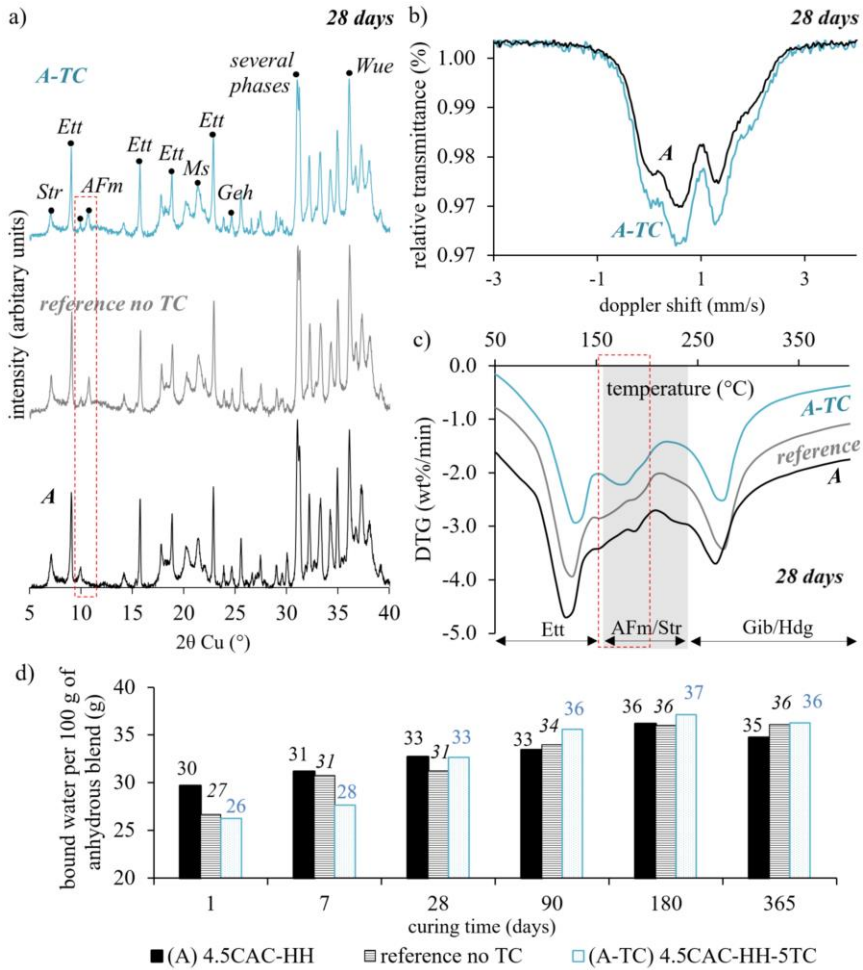 a)
28 days
A-TC
several
phases
Wue
Ett
Ett
Ett
Ett
Str
AFm
Ms
Geh
reference no TC
A
intensity (arbitary units)
5 10 15 20 25 30 35 40
2θ Cu (°)
b)
28 days
relative transmittance (%)
1.00
0.99
0.98
0.97
0.97
A
A-TC
-3 -1 1 3
doppler shift (mm/s)
c)
50 150 250 350
temperature (°C)
0.0
-1.0
-2.0
-3.0
-4.0
-5.0
DTG (wt%/min)
A-TC
reference
A
28 days
Ett AFm/Str Gib/Hdg
d)
bound water per 100 g of
anhydrous blend (g)
40
35
30
25
20
30 27 26
31 31 28
33 31 33
33 34 36
36 36 37
35 36 36
1 7 28 90 180 365
curing time (days)
(A) 4.5CAC-HH reference no TC (A-TC) 4.5CAC-HH-5TC